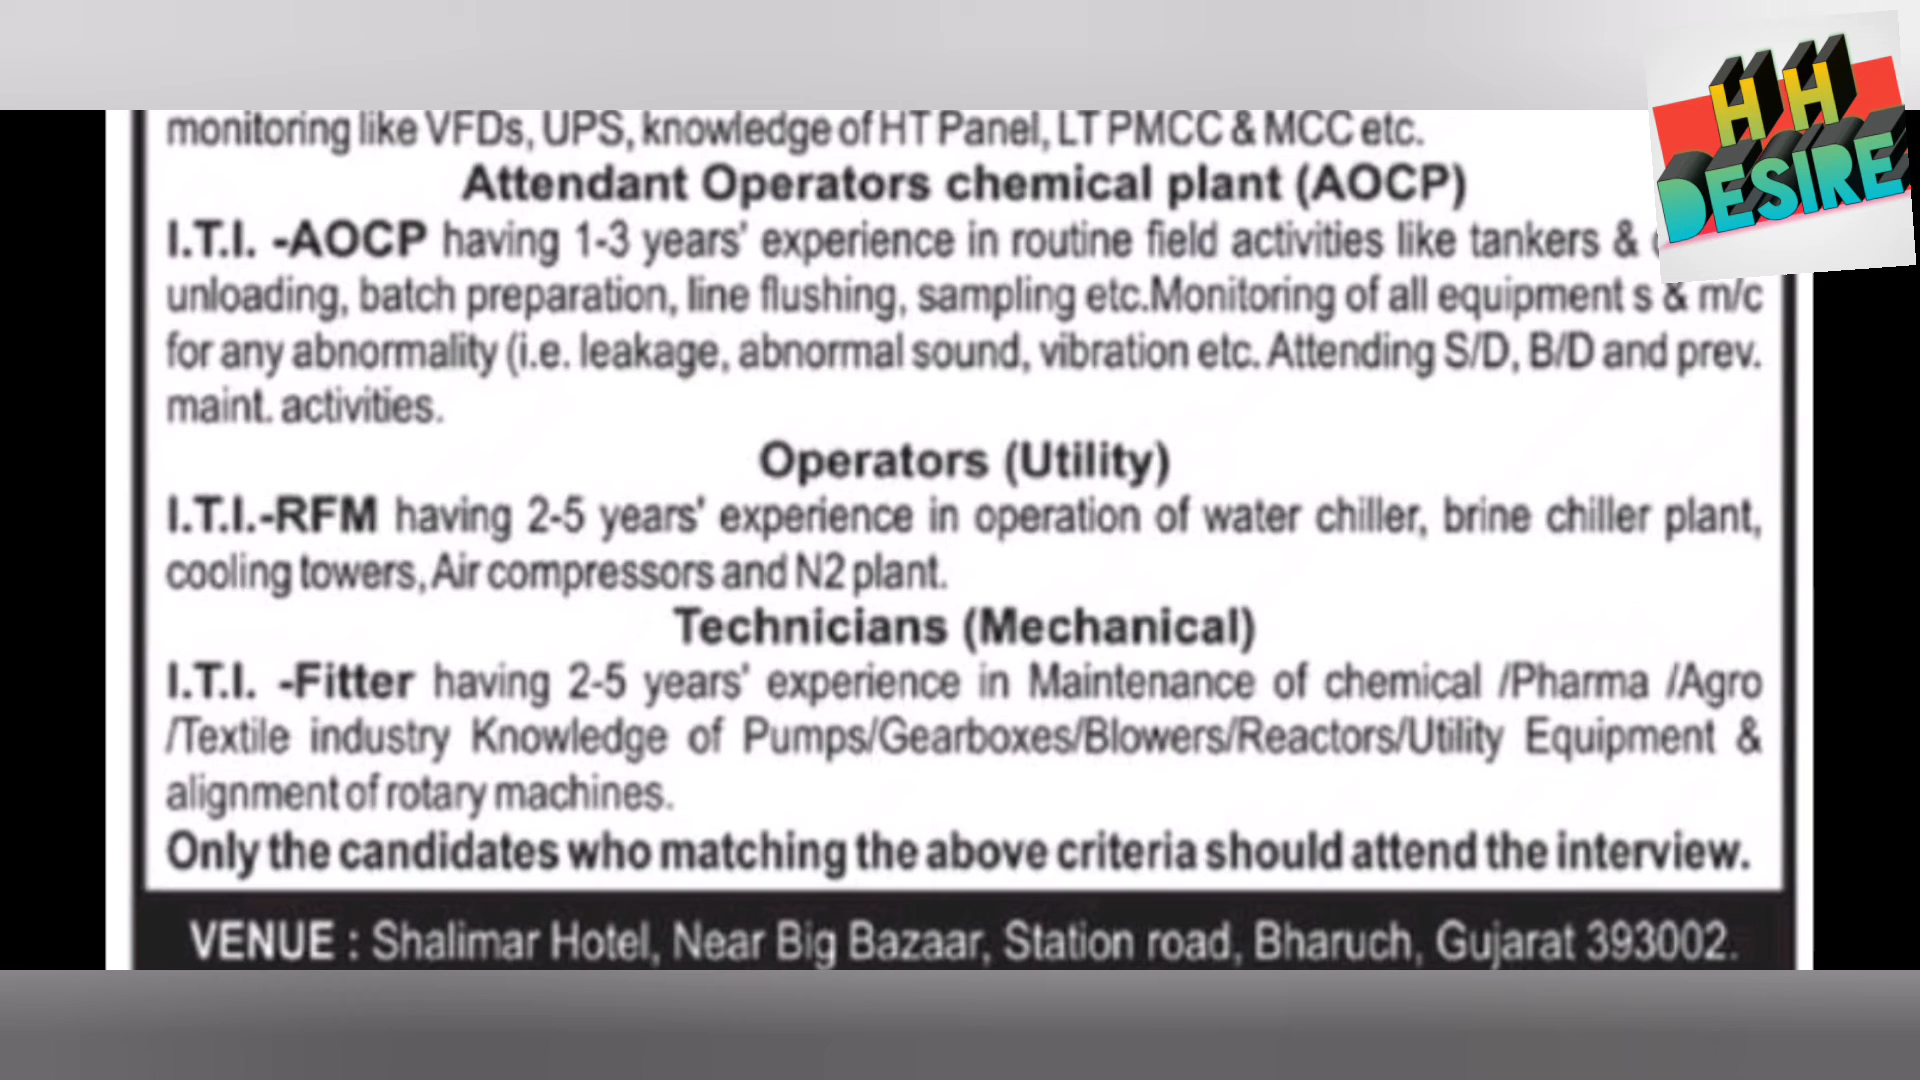 monitoring like VFDs, UPS, knowledge of HT Panel, LT PMCC & MCC etc.
Attendant Operators chemical plant (AOCP)
I.T.I. -AOCP having 1-3 years' experience in routine field activities like tankers &
unloading, batch preparation, line flushing, sampling etc.Monitoring of all equipment s & m/c
for any abnormality (i.e. leakage, abnormal sound, vibration etc. Attending S/D, B/D and prev.
maint. activities.
Operators (Utility)
I.T.I.-RFM having 2-5 years' experience in operation of water chiller, brine chiller plant,
cooling towers, Air compressors and N2 plant.
Technicians (Mechanical)
I.T.I. -Fitter having 2-5 years' experience in Maintenance of chemical /Pharma /Agro
/Textile industry Knowledge of Pumps/Gearboxes/Blowers/Reactors/Utility Equipment &
alignment of rotary machines.
Only the candidates who matching the above criteria should attend the interview.
VENUE : Shalimar Hotel, Near Big Bazaar, Station road, Bharuch, Gujarat 393002.
HH
DESIRE